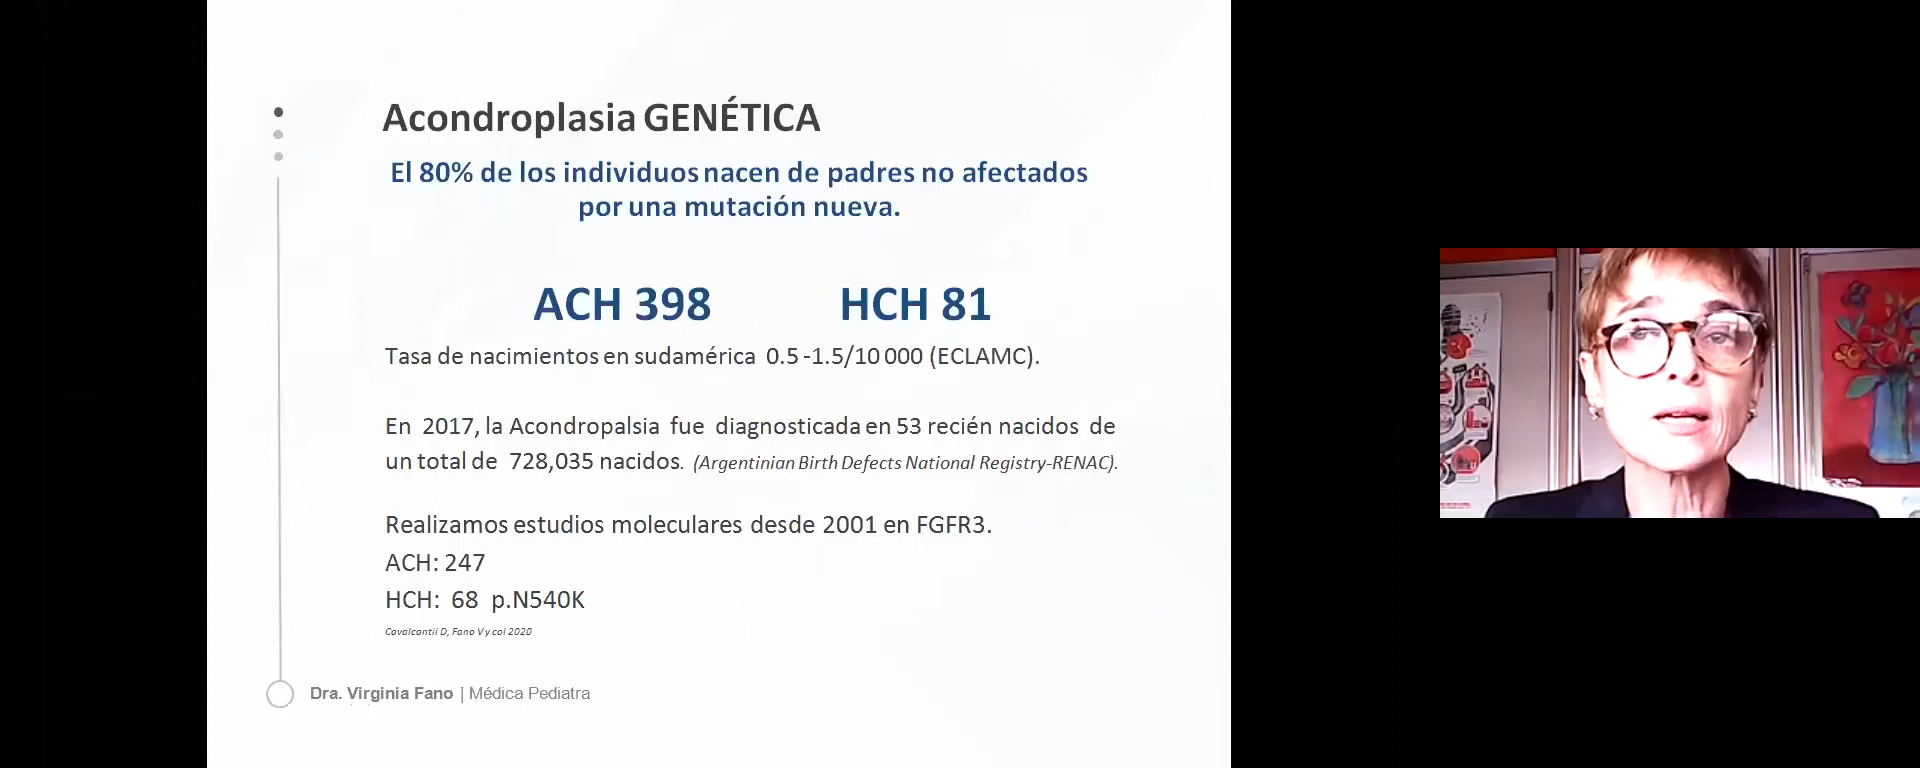 Acondroplasia GENÉTICA
El 80% de los individuos nacen de padres no afectados
por una mutación nueva.
ACH 398 HCH 81
Tasa de nacimientos en sudamérica 0.5 -1.5/10 000 (ECLAMC).
En 2017, la Acondropalsia fue diagnosticada en 53 recién nacidos de
un total de 728,035 nacidos. (Argentinian Birth Defects National Registry-RENAC).
Realizamos estudios moleculares desde 2001 en FGFR3.
ACH: 247
HCH: 68 p.N540K
Cavalcantii D, Fano V y col 2020
Dra. Virginia Fano | Médica Pediatra